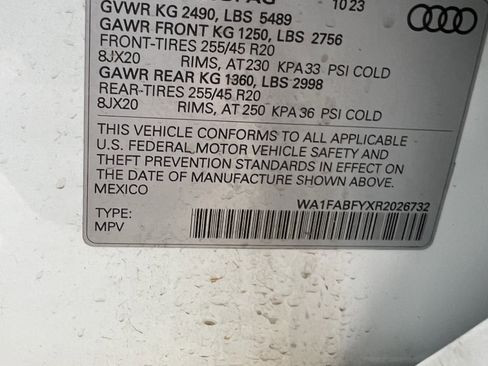 10 23
GVWR KG 2490, LBS 5489
GAWR FRONT KG 1250, LBS 2756
FRONT-TIRES 255/45 R20
8JX20 RIMS, AT 230 KPA 33 PSI COLD
GAWR REAR KG 1360, LBS 2998
REAR-TIRES 255/45 R20
8JX20 RIMS, AT 250 KPA 36 PSI COLD
THIS VEHICLE CONFORMS TO ALL APPLICABLE
U.S. FEDERAL MOTOR VEHICLE SAFETY AND
THEFT PREVENTION STANDARDS IN EFFECT ON
THE DATE OF MANUFACTURE SHOWN ABOVE.
MEXICO
WA1FABFYXR2026732
TYPE:
MPV